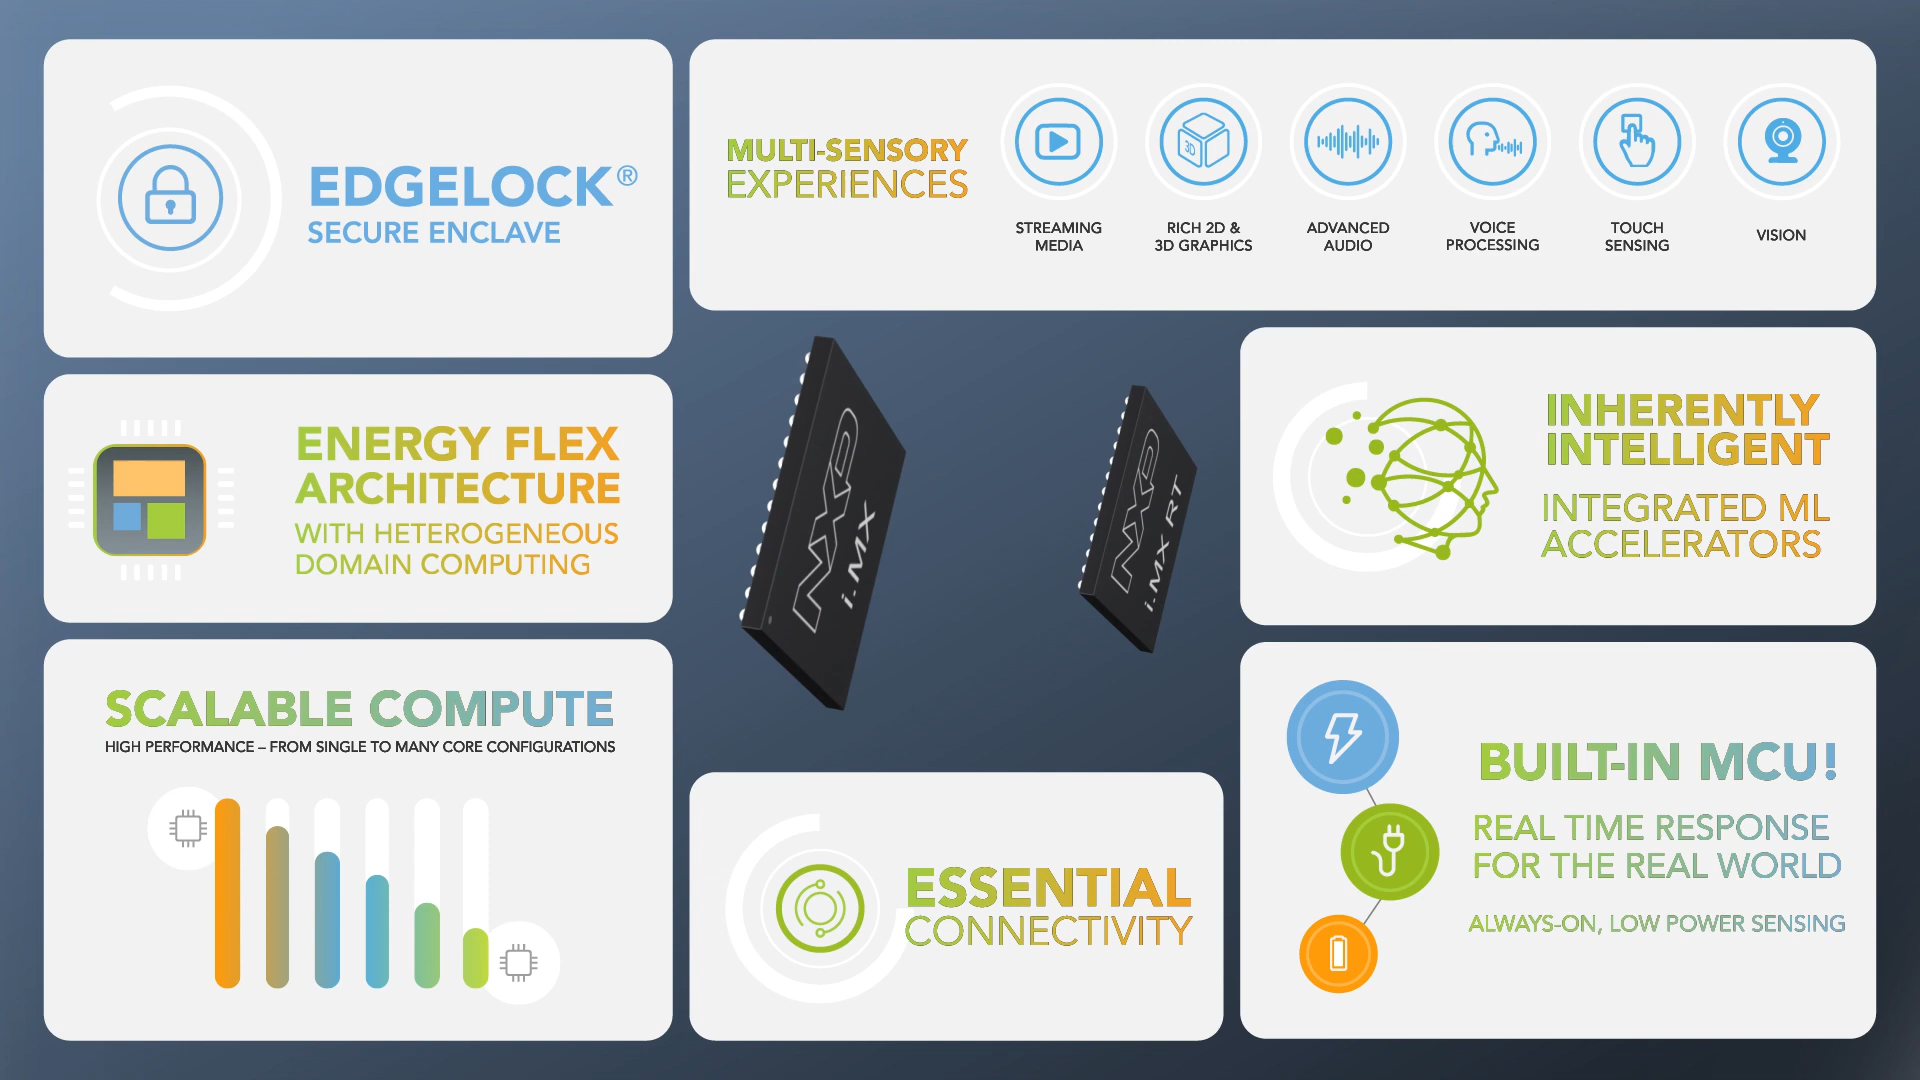 EDGELOCK®
SECURE ENCLAVE
MULTI-SENSORY
EXPERIENCES
STREAMING
MEDIA
3D
RICH 2D &
3D GRAPHICS
ADVANCED
AUDIO
VOICE
PROCESSING
TOUCH
SENSING
VISION
ENERGY FLEX
ARCHITECTURE
WITH HETEROGENEOUS
DOMAIN COMPUTING
NXP
i.MX
NXP
i.MX RT
INHERENTLY
INTELLIGENT
INTEGRATED ML
ACCELERATORS
SCALABLE COMPUTE
HIGH PERFORMANCE – FROM SINGLE TO MANY CORE CONFIGURATIONS
ESSENTIAL
CONNECTIVITY
BUILT-IN MCU!
REAL TIME RESPONSE
FOR THE REAL WORLD
ALWAYS-ON, LOW POWER SENSING